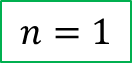 n = 1